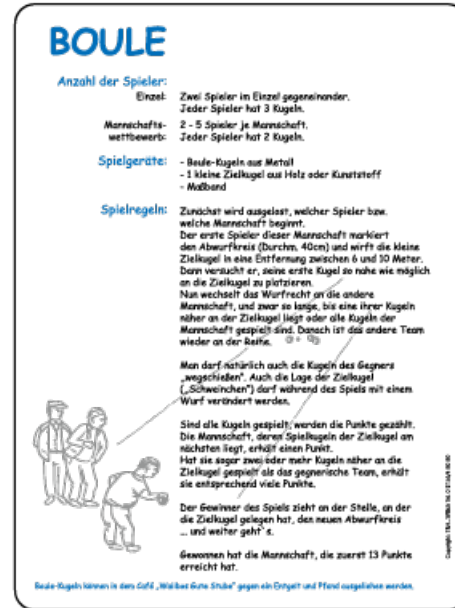 BOULE
Anzahl der Spieler:
Einzel: Zwei Spieler im Einzel gegeneinander.
Jeder Spieler hat 3 Kugeln.
Mannschafts- 2 - 5 Spieler je Mannschaft.
wettbewerb: Jeder Spieler hat 2 Kugeln.
Spielgeräte: - Boule-Kugeln aus Metall
- 1 kleine Zielkugel aus Holz oder Kunststoff
- Maßband
Spielregeln: Zunächst wird ausgelost, welcher Spieler bzw.
welche Mannschaft beginnt.
Der erste Spieler dieser Mannschaft markiert
den Abwurfkreis (Durchm. 40cm) und wirft die kleine
Zielkugel in eine Entfernung zwischen 6 und 10 Meter.
Dann versucht er, seine erste Kugel so nahe wie möglich
an die Zielkugel zu platzieren.
Nun wechselt das Wurfrecht an die andere
Mannschaft, und zwar so lange, bis eine ihrer Kugeln
näher an der Zielkugel liegt oder alle Kugeln der
Mannschaft gespielt sind. Danach ist das andere Team
wieder an der Reihe.
Man darf natürlich auch die Kugeln des Gegners
„wegschießen". Auch die Lage der Zielkugel
(„Schweinchen") darf während des Spiels mit einem
Wurf verändert werden.
Sind alle Kugeln gespielt, werden die Punkte gezählt.
Die Mannschaft, deren Spielkugeln der Zielkugel am
nächsten liegt, erhält einen Punkt.
Hat sie sogar zwei oder mehr Kugeln näher an die
Zielkugel gespielt als das gegnerische Team, erhält
sie entsprechend viele Punkte.
Der Gewinner des Spiels zieht an der Stelle, an der
die Zielkugel gelegen hat, den neuen Abwurfkreis
... und weiter geht`s.
Gewonnen hat die Mannschaft, die zuerst 13 Punkte
erreicht hat.
Boule-Kugeln können in dem Café „Wallbes Gute Stube" gegen ein Entgelt und Pfand ausgeliehen werden.